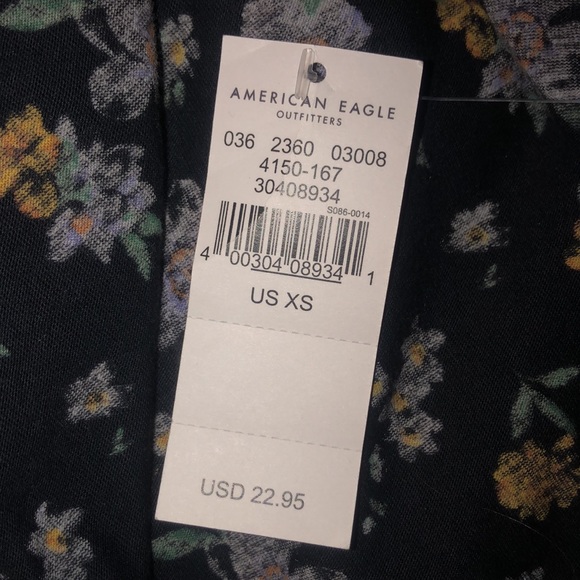 AMERICAN EAGLE
OUTFITTERS
036 2360 03008
4150-167
30408934
S086-0014
4 00304 08934 1
US XS
USD 22.95